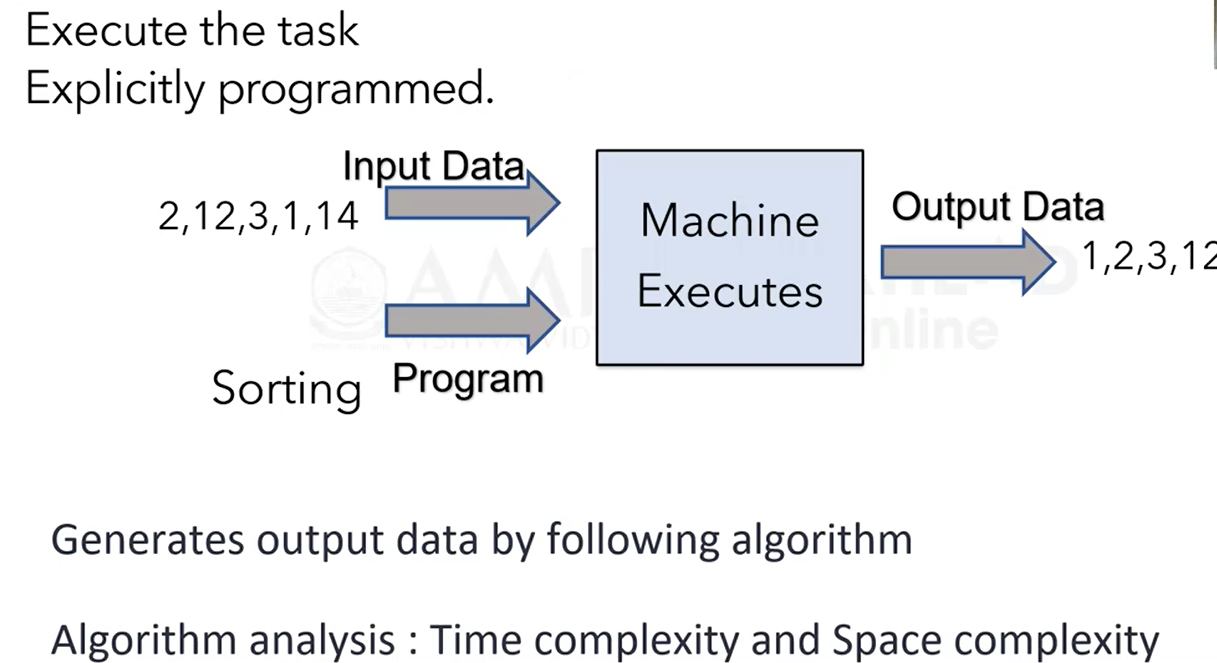 Execute the task
Explicitly programmed.
Input Data
2,12,3,1,14
Machine
Executes
Output Data
1,2,3,12
Sorting
Program
Generates output data by following algorithm
Algorithm analysis : Time complexity and Space complexity